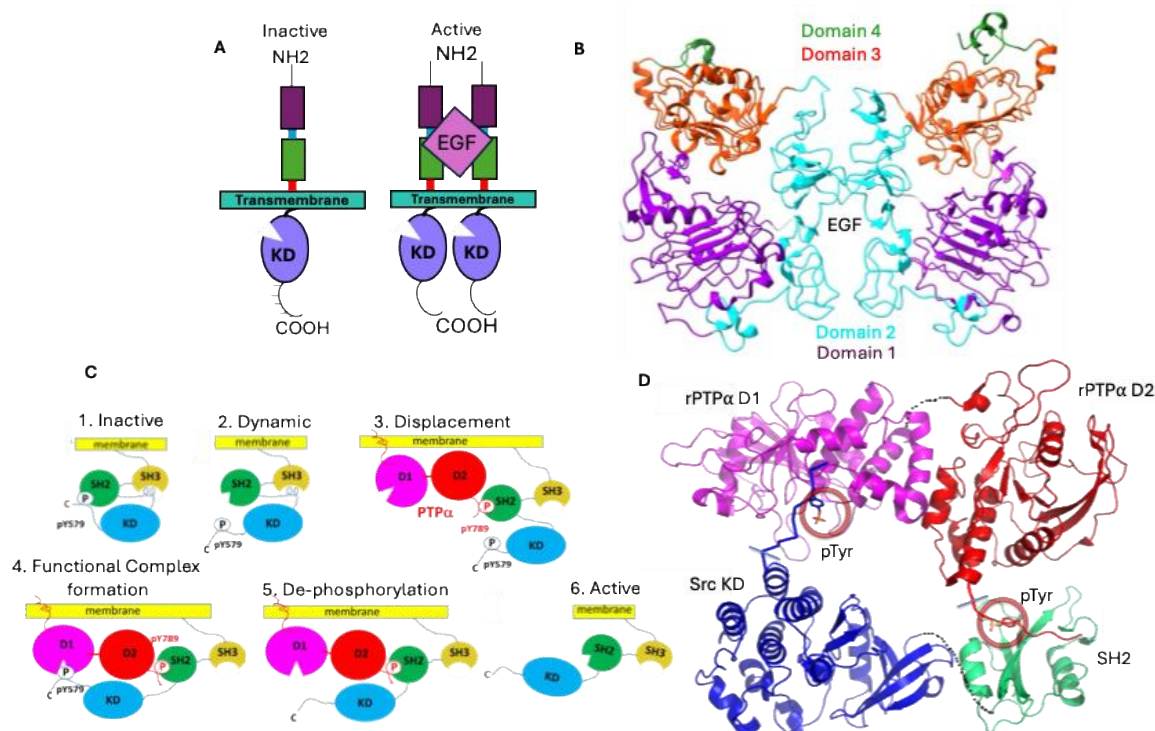 A
Inactive
NH2
Active
NH2
EGF
Transmembrane
Transmembrane
KD
KD
KD
COOH
COOH
B
Domain 4
Domain 3
EGF
Domain 2
Domain 1
C
1. Inactive
membrane
SH2
SH3
P
pY579
C
KD
2. Dynamic
membrane
SH2
SH3
P
pY579
C
KD
3. Displacement
membrane
D1
D2
PTPα
SH2
SH3
P
pY789
P
pY579
C
KD
4. Functional Complex
formation
membrane
D1
D2
pY789
P
SH2
SH3
P
pY579
C
KD
5. De-phosphorylation
membrane
D1
D2
P
SH2
SH3
KD
C
6. Active
membrane
SH2
SH3
KD
C
D
rPTPα D1
rPTPα D2
pTyr
Src KD
pTyr
SH2